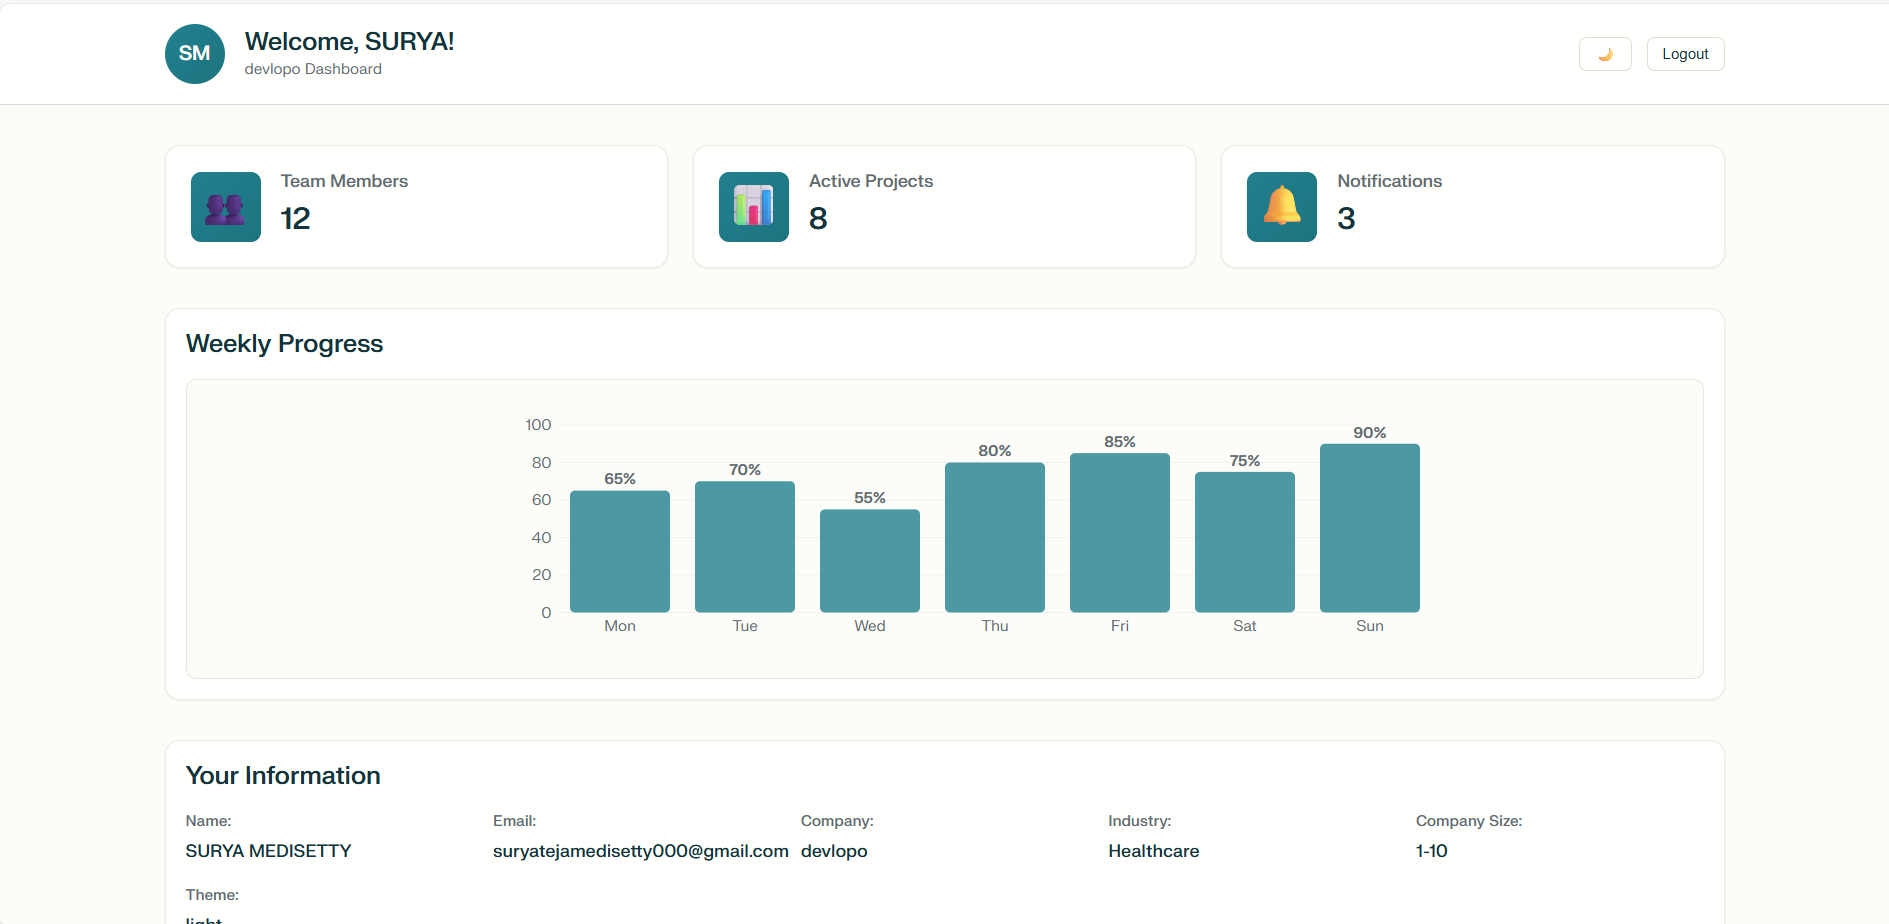 SM
Welcome, SURYA!
devlopo Dashboard
Logout
Team Members
12
Active Projects
8
Notifications
3
Weekly Progress
100
80
60
40
20
0
65%
70%
55%
80%
85%
75%
90%
Mon Tue Wed Thu Fri Sat Sun
Your Information
Name: Email: Company: Industry: Company Size:
SURYA MEDISETTY suryatejamedisetty000@gmail.com devlopo Healthcare 1-10
Theme:
light